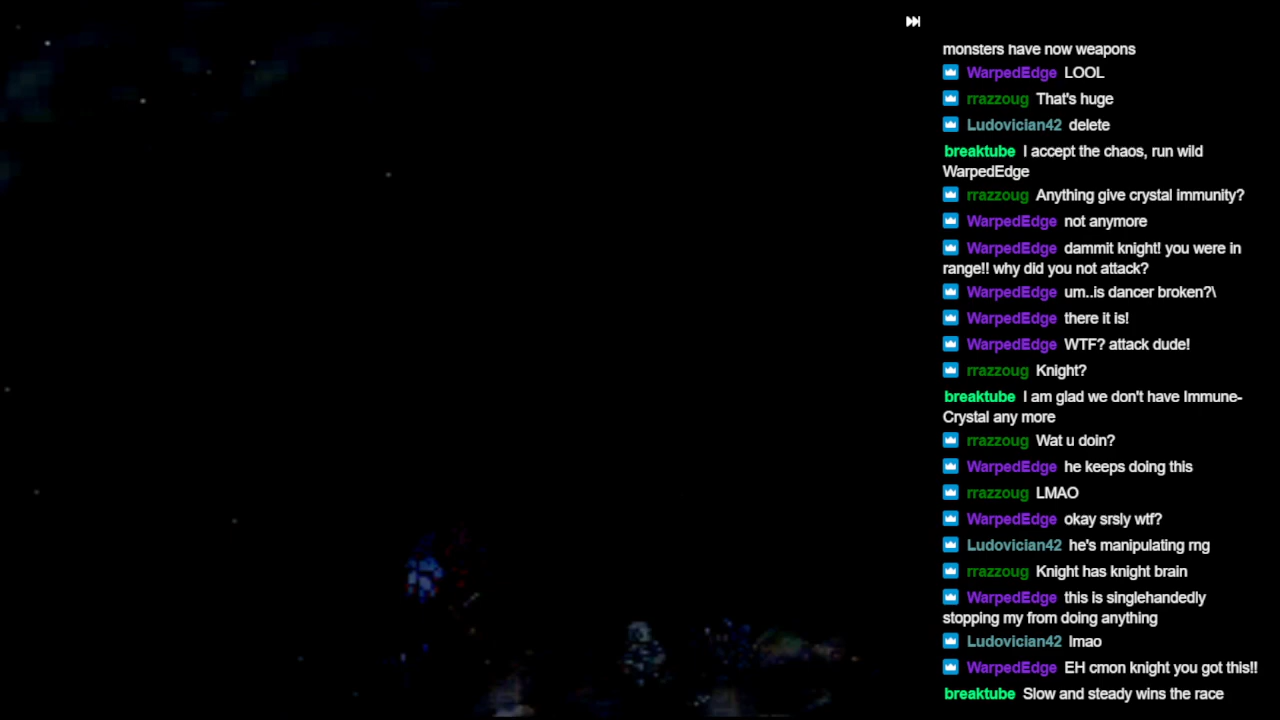 monsters have now weapons
WarpedEdge LOOL
rrazzoug That's huge
Ludovician42 delete
breaktube I accept the chaos, run wild
WarpedEdge
rrazzoug Anything give crystal immunity?
WarpedEdge not anymore
WarpedEdge dammit knight! you were in
range!! why did you not attack?
WarpedEdge um..is dancer broken?\
WarpedEdge there it is!
WarpedEdge WTF? attack dude!
rrazzoug Knight?
breaktube I am glad we don't have Immune-
Crystal any more
rrazzoug Wat u doin?
WarpedEdge he keeps doing this
rrazzoug LMAO
WarpedEdge okay srsly wtf?
Ludovician42 he's manipulating rng
rrazzoug Knight has knight brain
WarpedEdge this is singlehandedly
stopping my from doing anything
Ludovician42 lmao
WarpedEdge EH cmon knight you got this!!
breaktube Slow and steady wins the race